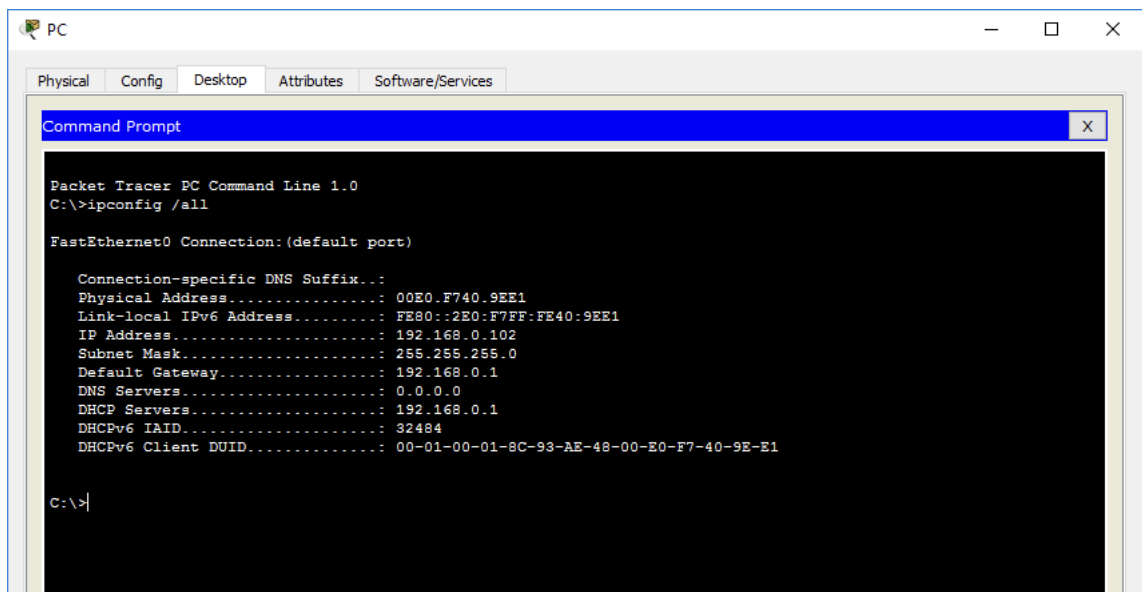 PC
Physical Config Desktop Attributes Software/Services
Command Prompt X
Packet Tracer PC Command Line 1.0
C:\>ipconfig /all
FastEthernet0 Connection:(default port)
Connection-specific DNS Suffix..:
Physical Address................: 00E0.F740.9EE1
Link-local IPv6 Address.........: FE80::2E0:F7FF:FE40:9EE1
IP Address......................: 192.168.0.102
Subnet Mask.....................: 255.255.255.0
Default Gateway.................: 192.168.0.1
DNS Servers.....................: 0.0.0.0
DHCP Servers....................: 192.168.0.1
DHCPv6 IAID.....................: 32484
DHCPv6 Client DUID..............: 00-01-00-01-8C-93-AE-48-00-E0-F7-40-9E-E1
C:\>